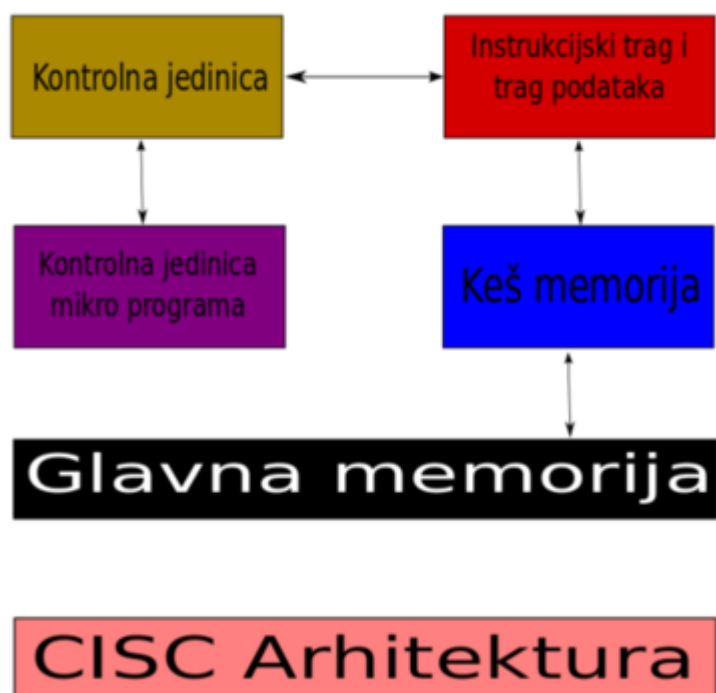 Kontrolna jedinica
Instrukcijski trag i
trag podataka
Kontrolna jedinica
mikro programa
Keš memorija
Glavna memorija
CISC Arhitektura